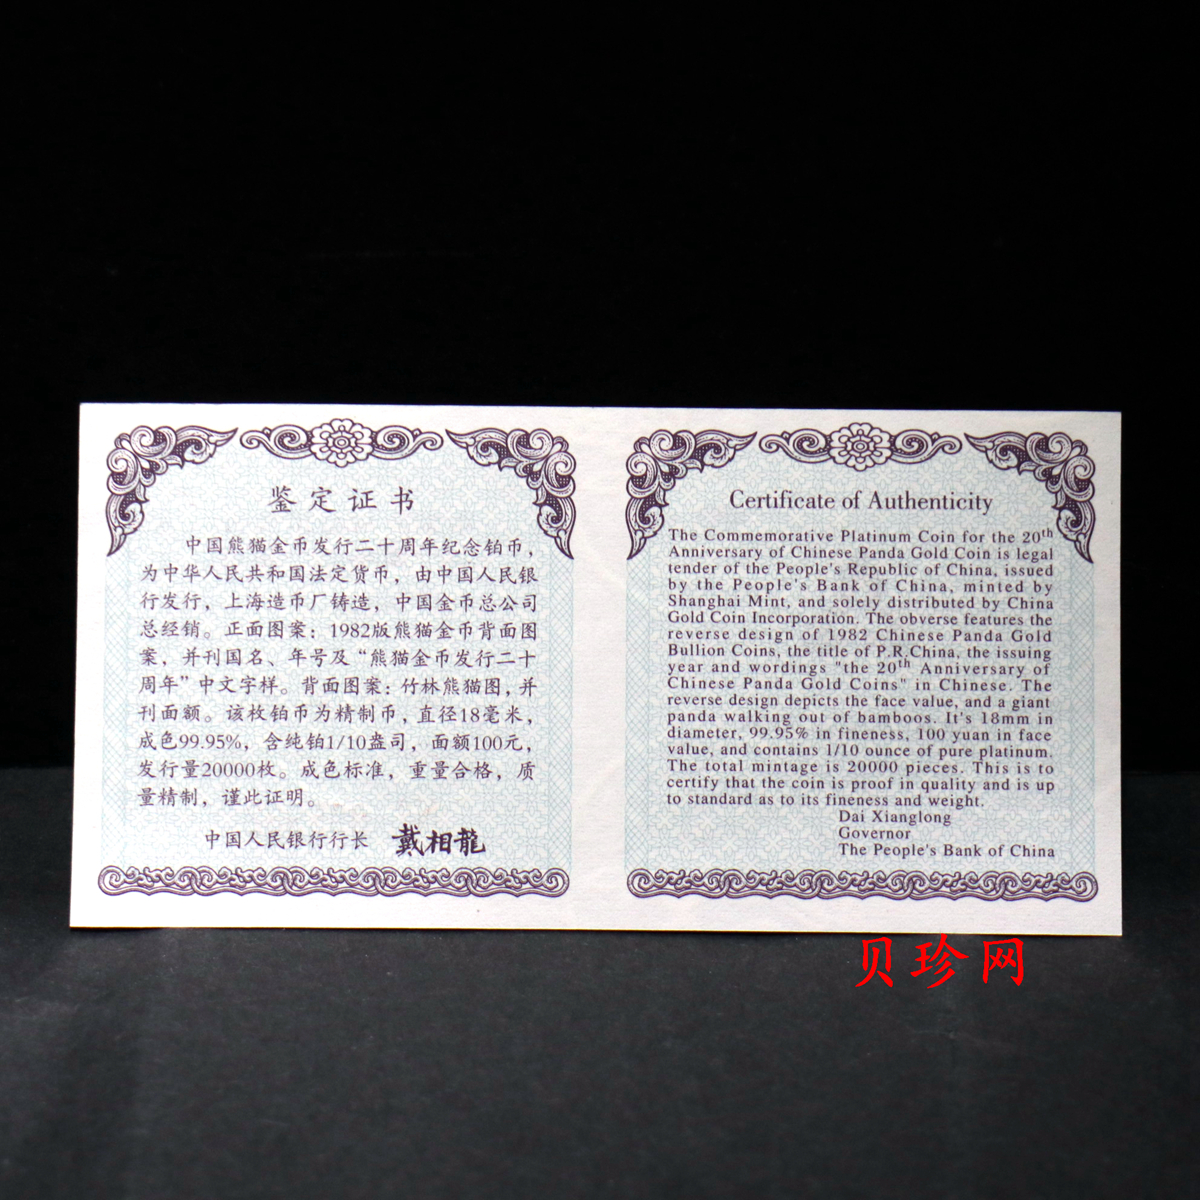 鉴定证书
中国熊猫金币发行二十周年纪念铂币，
为中华人民共和国法定货币，由中国人民银
行发行，上海造币厂铸造，中国金币总公司
总经销。正面图案：1982版熊猫金币背面图
案，并刊国名、年号及“熊猫金币发行二十
周年”中文字样。背面图案：竹林熊猫图，并
刊面额。该枚铂币为精制币，直径18毫米，
成色99.95%，含纯铂1/10盎司，面额100元，
发行量20000枚。成色标准，重量合格，质
量精制，谨此证明。
中国人民银行行长 戴相龍
Certificate of Authenticity
The Commemorative Platinum Coin for the 20th
Anniversary of Chinese Panda Gold Coin is legal
tender of the People's Republic of China, issued
by the People's Bank of China, minted by
Shanghai Mint, and solely distributed by China
Gold Coin Incorporation. The obverse features the
reverse design of 1982 Chinese Panda Gold
Bullion Coins, the title of P.R.China, the issuing
year and wordings "the 20th Anniversary of
Chinese Panda Gold Coins" in Chinese. The
reverse design depicts the face value, and a giant
panda walking out of bamboos. It's 18mm in
diameter, 99.95% in fineness, 100 yuan in face
value, and contains 1/10 ounce of pure platinum.
The total mintage is 20000 pieces. This is to
certify that the coin is proof in quality and is up
to standard as to its fineness and weight.
Dai Xianglong
Governor
The People's Bank of China
贝珍网